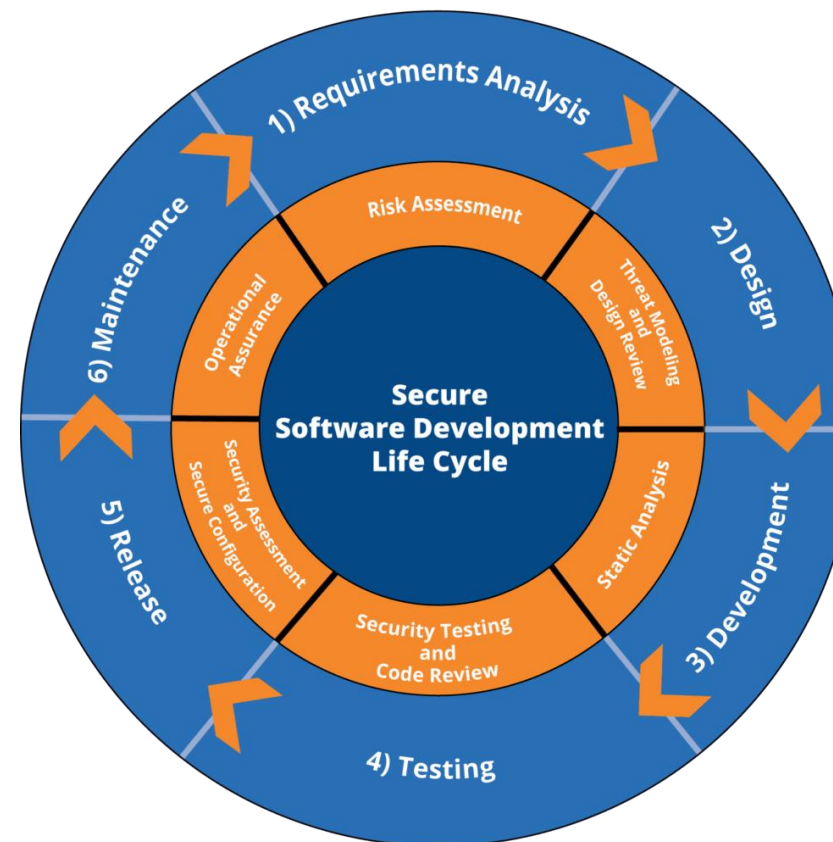 1) Requirements Analysis
Risk Assessment
2) Design
Threat Modeling
and
Design Review
3) Development
Static Analysis
4) Testing
Security Testing
and
Code Review
5) Release
Security Assessment
and
Secure Configuration
6) Maintenance
Operational
Assurance
Secure
Software Development
Life Cycle